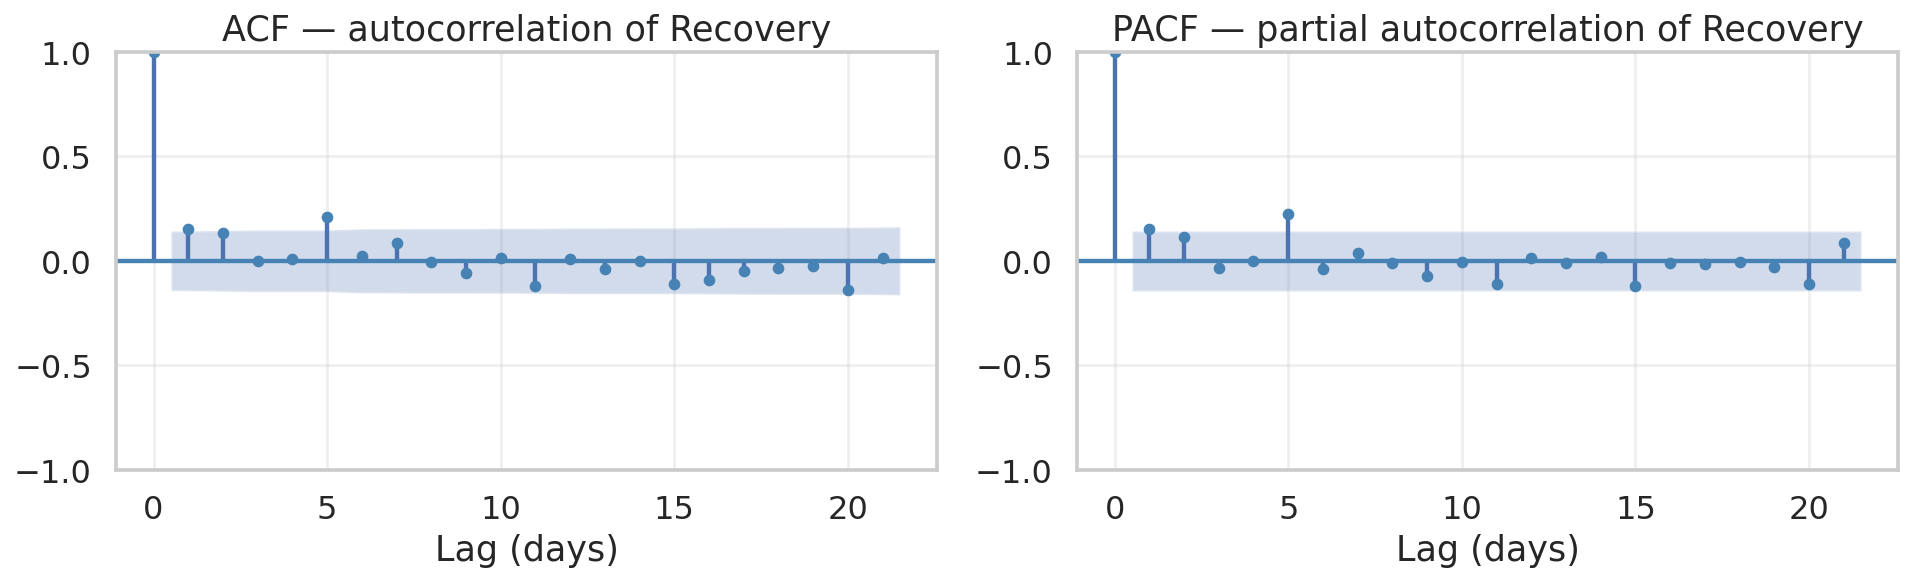 ACF — autocorrelation of Recovery
1.0
0.5
0.0
−0.5
−1.0
0 5 10 15 20
Lag (days)
PACF — partial autocorrelation of Recovery
1.0
0.5
0.0
−0.5
−1.0
0 5 10 15 20
Lag (days)